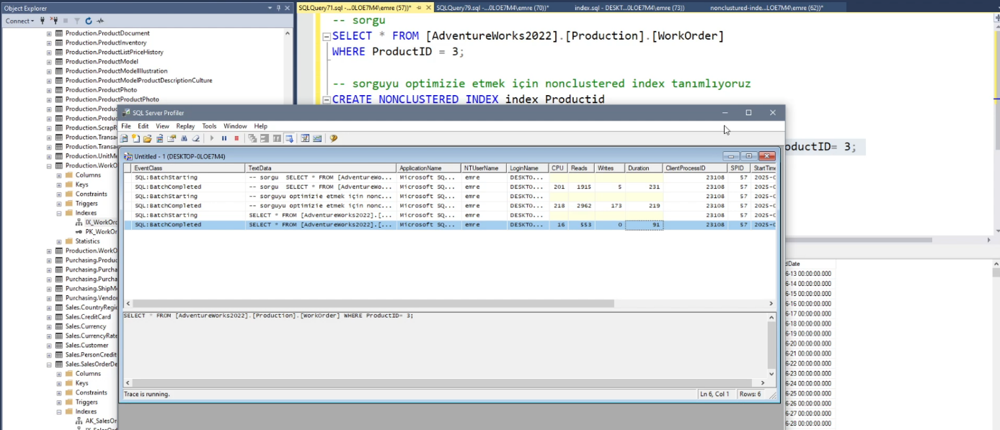 Object Explorer
Connect
Production.ProductDocument
Production.ProductInventory
Production.ProductListPriceHistory
Production.ProductModel
Production.ProductModelIllustration
Production.ProductModelProductDescriptionCulture
Production.ProductPhoto
Production.ProductProductPhoto
Production.Produc
Production.Produc
Production.ScrapR
Production.Transa
Production.Transa
Production.UnitMe
Production.WorkO
Columns
Keys
Constraints
Triggers
Indexes
IX_WorkOrd
PK_WorkOr
Statistics
Production.WorkO
Purchasing.Produc
Purchasing.Purcha
Purchasing.Purcha
Purchasing.ShipMe
Purchasing.Vendor
Sales.CountryRegio
Sales.CreditCard
Sales.Currency
Sales.CurrencyRate
Sales.Customer
Sales.PersonCredit
Sales.SalesOrderDe
Columns
Keys
Constraints
Triggers
Indexes
AK_SalesOr
SQLQuery71.sql -...0LOE7M4\emre (57))* SQLQuery79.sql -...0LOE7M4\emre (70))* index.sql - DESKT...0LOE7M4\emre (73)) nonclustured-inde...LOE7M4\emre (62))*
-- sorgu
SELECT * FROM [AdventureWorks2022].[Production].[WorkOrder]
WHERE ProductID = 3;
-- sorguyu optimizie etmek için nonclustered index tanımlıyoruz
CREATE NONCLUSTERED INDEX index_Productid
oductID= 3;
SQL Server Profiler
File Edit View Replay Tools Window Help
Untitled - 1 (DESKTOP-0LOE7M4)
EventClass TextData ApplicationName NTUserName LoginName CPU Reads Writes Duration ClientProcessID SPID StartTime
SQL:BatchStarting -- sorgu SELECT * FROM [AdventureWo... Microsoft SQ... emre DESKTO... 23108 57 2025-0
SQL:BatchCompleted -- sorgu SELECT * FROM [AdventureWo... Microsoft SQ... emre DESKTO... 201 1915 5 231 23108 57 2025-0
SQL:BatchStarting -- sorguyu optimizie etmek için nonc... Microsoft SQ... emre DESKTO... 23108 57 2025-0
SQL:BatchCompleted -- sorguyu optimizie etmek için nonc... Microsoft SQ... emre DESKTO... 218 2962 173 219 23108 57 2025-0
SQL:BatchStarting SELECT * FROM [AdventureWorks2022].[... Microsoft SQ... emre DESKTO... 23108 57 2025-0
SQL:BatchCompleted SELECT * FROM [AdventureWorks2022].[... Microsoft SQ... emre DESKTO... 16 553 0 91 23108 57 2025-0
SELECT * FROM [AdventureWorks2022].[Production].[WorkOrder] WHERE ProductID= 3;
Trace is running. Ln 6, Col 1 Rows: 6
dDate
6-13 00:00:00.000
6-14 00:00:00.000
6-15 00:00:00.000
6-16 00:00:00.000
6-17 00:00:00.000
6-18 00:00:00.000
6-19 00:00:00.000
6-20 00:00:00.000
6-21 00:00:00.000
6-22 00:00:00.000
6-23 00:00:00.000
6-24 00:00:00.000
6-25 00:00:00.000
6-26 00:00:00.000
6-27 00:00:00.000
6-28 00:00:00.000